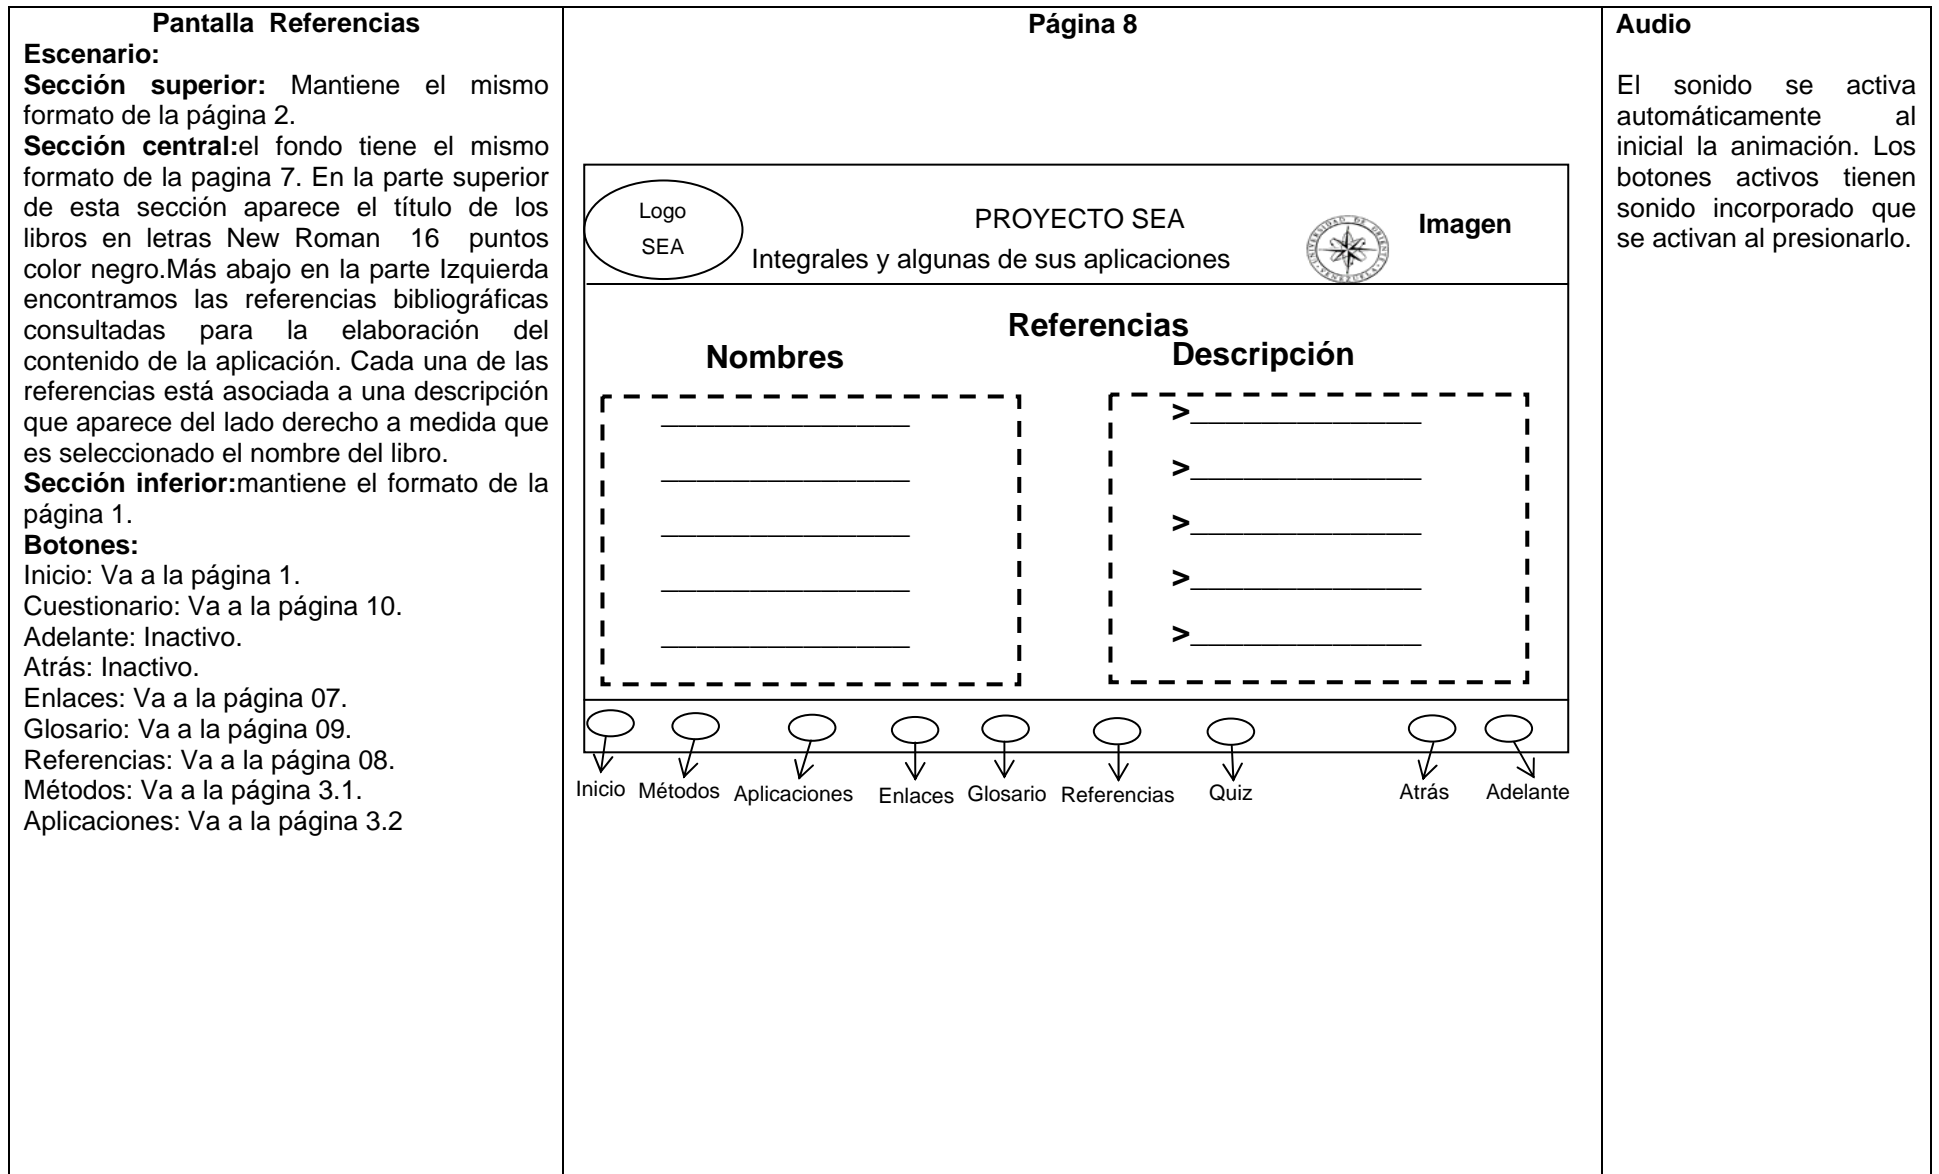 Pantalla Referencias
Escenario:
Sección superior: Mantiene el mismo
formato de la página 2.
Sección central:el fondo tiene el mismo
formato de la pagina 7. En la parte superior
de esta sección aparece el título de los
libros en letras New Roman 16 puntos
color negro.Más abajo en la parte Izquierda
encontramos las referencias bibliográficas
consultadas para la elaboración del
contenido de la aplicación. Cada una de las
referencias está asociada a una descripción
que aparece del lado derecho a medida que
es seleccionado el nombre del libro.
Sección inferior:mantiene el formato de la
página 1.
Botones:
Inicio: Va a la página 1.
Cuestionario: Va a la página 10.
Adelante: Inactivo.
Atrás: Inactivo.
Enlaces: Va a la página 07.
Glosario: Va a la página 09.
Referencias: Va a la página 08.
Métodos: Va a la página 3.1.
Aplicaciones: Va a la página 3.2
Página 8
Logo
SEA
PROYECTO SEA
Integrales y algunas de sus aplicaciones
UNIVERSIDAD DE ORIENTE
VENEZUELA
Imagen
Referencias
Nombres
Descripción
>
>
>
>
>
Inicio Métodos Aplicaciones Enlaces Glosario Referencias Quiz Atrás Adelante
Audio
El sonido se activa
automáticamente al
inicial la animación. Los
botones activos tienen
sonido incorporado que
se activan al presionarlo.